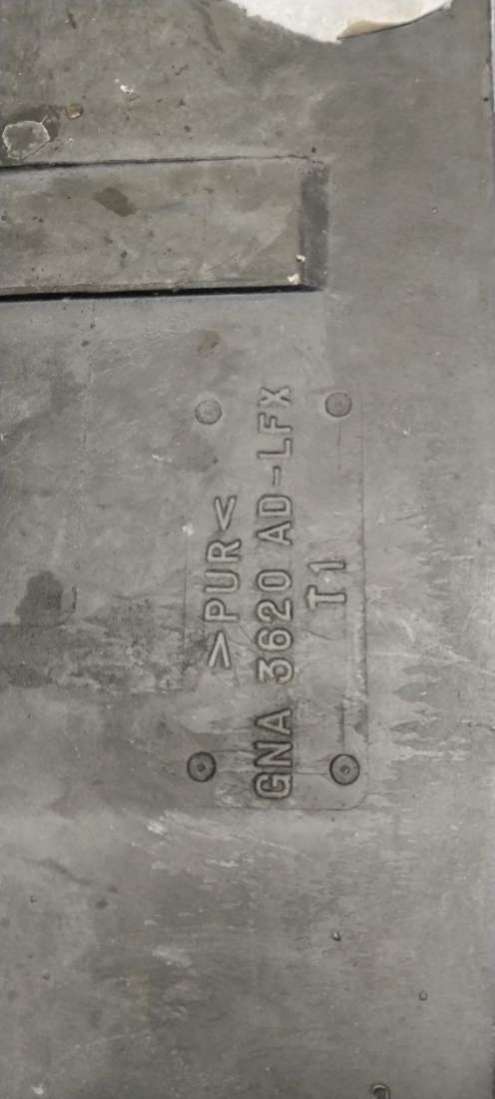 >PUR<
GNA 3620 AD-LFX
T1